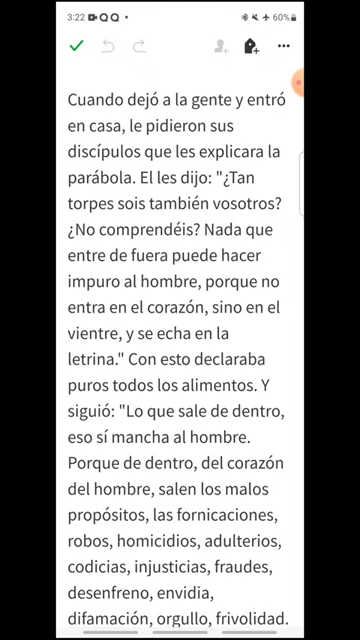 3:22
60%
Cuando dejó a la gente y entró
en casa, le pidieron sus
discípulos que les explicara la
parábola. El les dijo: "¿Tan
torpes sois también vosotros?
¿No comprendéis? Nada que
entre de fuera puede hacer
impuro al hombre, porque no
entra en el corazón, sino en el
vientre, y se echa en la
letrina." Con esto declaraba
puros todos los alimentos. Y
siguió: "Lo que sale de dentro,
eso sí mancha al hombre.
Porque de dentro, del corazón
del hombre, salen los malos
propósitos, las fornicaciones,
robos, homicidios, adulterios,
codicias, injusticias, fraudes,
desenfreno, envidia,
difamación, orgullo, frivolidad.